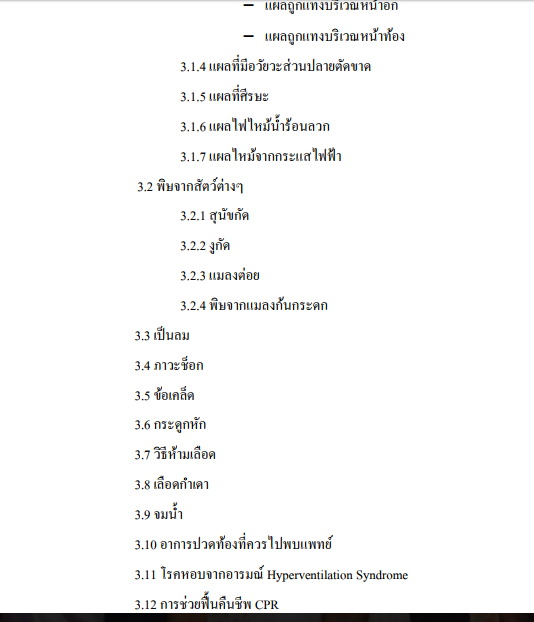 – แผลถูกแทงบริเวณหน้าอก
– แผลถูกแทงบริเวณหน้าท้อง
3.1.4 แผลที่มีอวัยวะส่วนปลายตัดขาด
3.1.5 แผลที่ศีรษะ
3.1.6 แผลไฟไหม้น้ำร้อนลวก
3.1.7 แผลไหม้จากกระแสไฟฟ้า
3.2 พิษจากสัตว์ต่างๆ
3.2.1 สุนัขกัด
3.2.2 งูกัด
3.2.3 แมลงต่อย
3.2.4 พิษจากแมลงก้นกระดก
3.3 เป็นลม
3.4 ภาวะช็อก
3.5 ข้อเคล็ด
3.6 กระดูกหัก
3.7 วิธีห้ามเลือด
3.8 เลือดกำเดา
3.9 จมน้ำ
3.10 อาการปวดท้องที่ควรไปพบแพทย์
3.11 โรคหอบจากอารมณ์ Hyperventilation Syndrome
3.12 การช่วยฟื้นคืนชีพ CPR